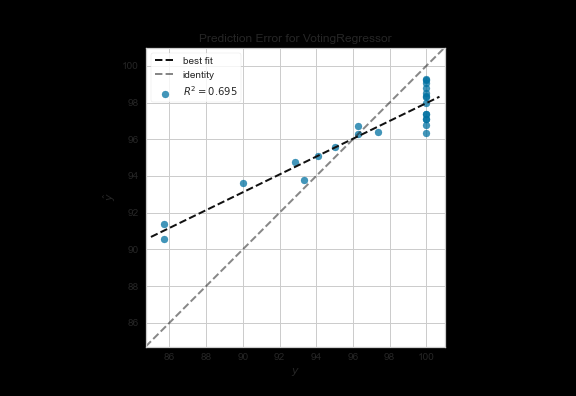 Prediction Error for VotingRegressor
best fit
identity
R² = 0.695
100
98
96
94
92
90
88
86
ŷ
86
88
90
92
94
96
98
100
y